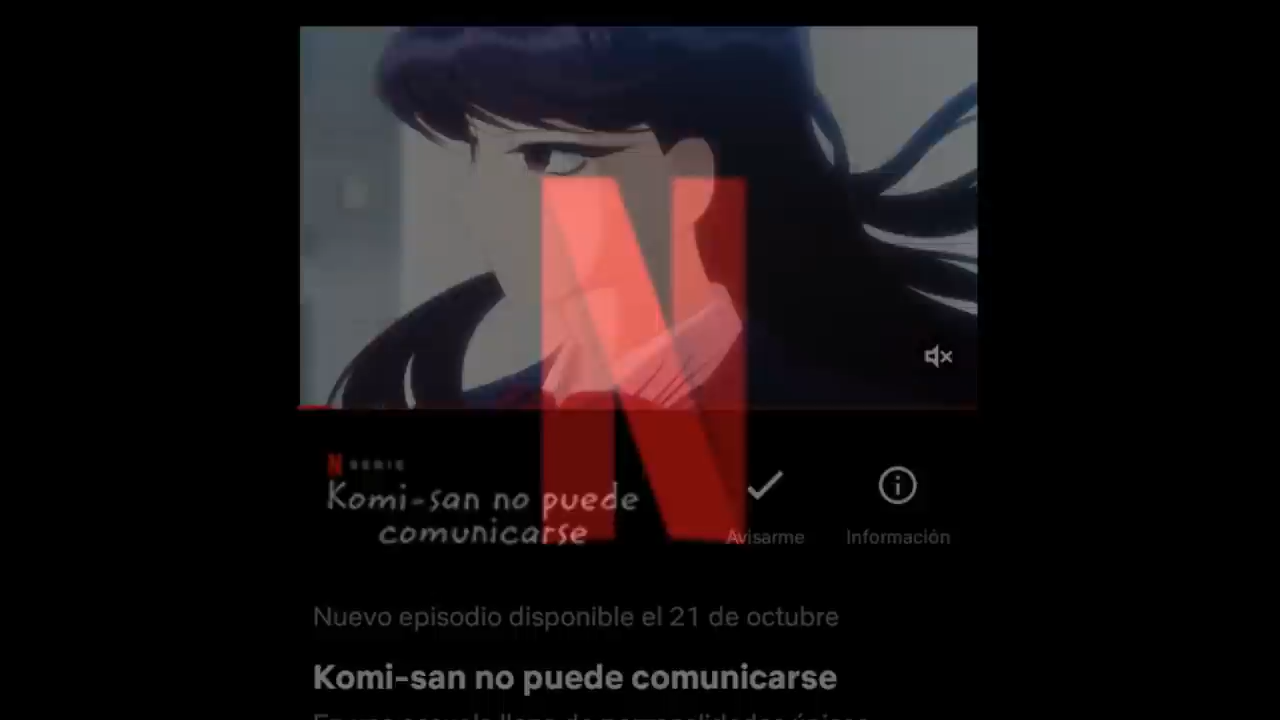 N SERIE
Komi-san no puede
comunicarse
Avisarme
Información
Nuevo episodio disponible el 21 de octubre
Komi-san no puede comunicarse